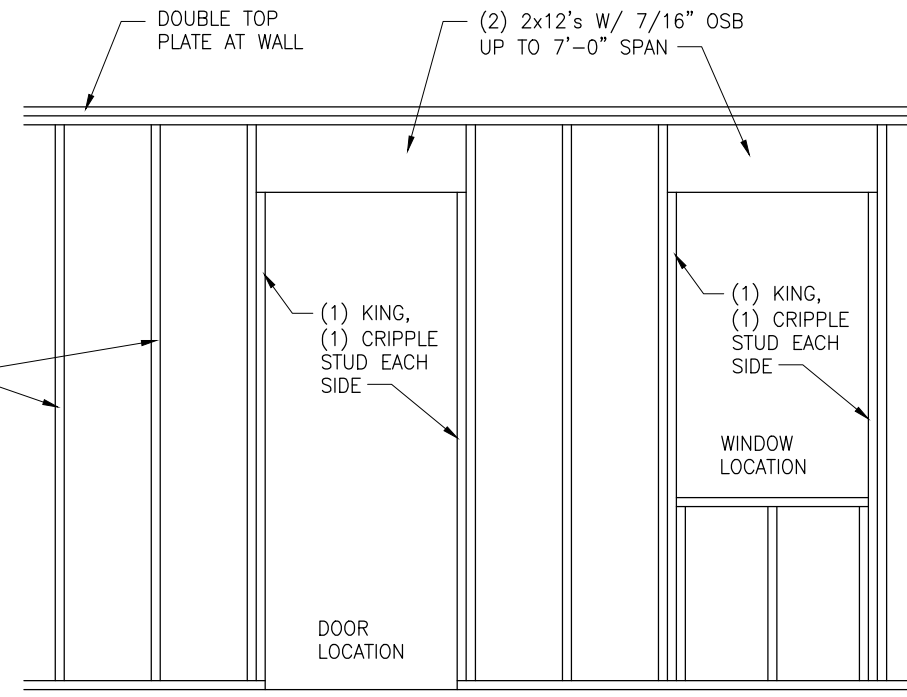 DOUBLE TOP
PLATE AT WALL
(2) 2x12's W/ 7/16" OSB
UP TO 7'-0" SPAN
(1) KING,
(1) CRIPPLE
STUD EACH
SIDE
(1) KING,
(1) CRIPPLE
STUD EACH
SIDE
WINDOW
LOCATION
DOOR
LOCATION